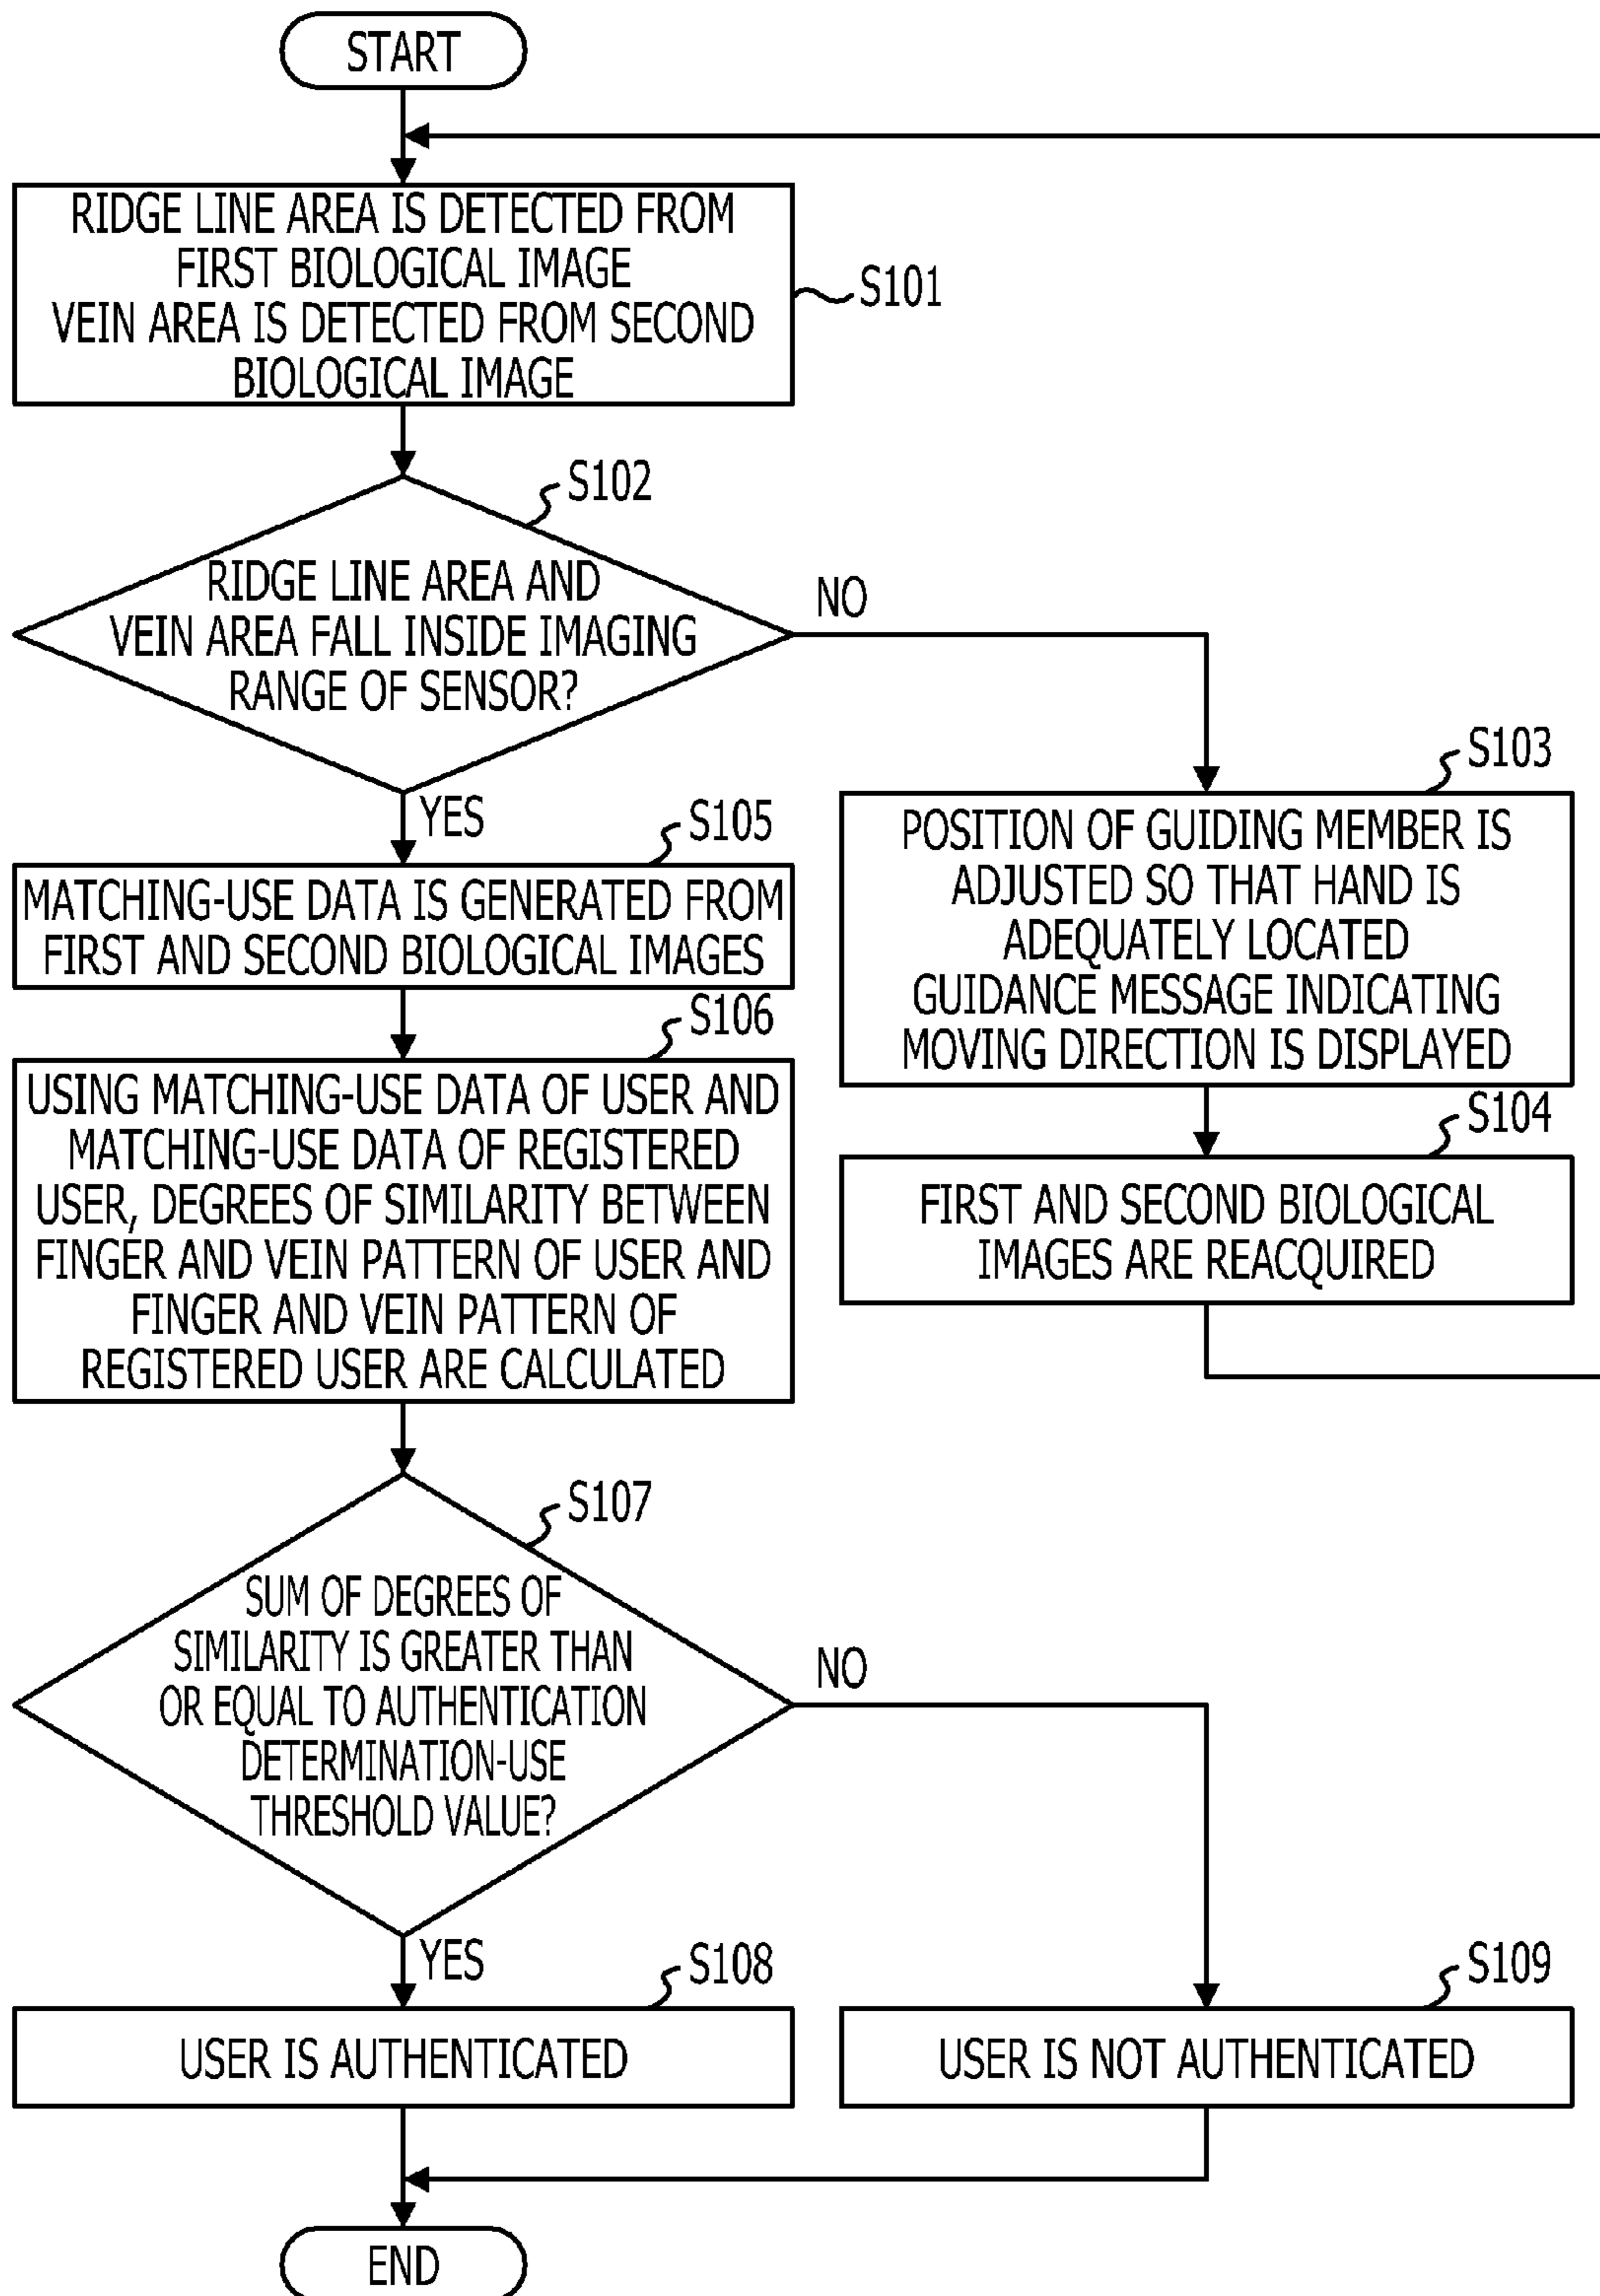 START
RIDGE LINE AREA IS DETECTED FROM
FIRST BIOLOGICAL IMAGE
VEIN AREA IS DETECTED FROM SECOND
BIOLOGICAL IMAGE
S101
S102
RIDGE LINE AREA AND
VEIN AREA FALL INSIDE IMAGING
RANGE OF SENSOR?
NO
YES
S103
POSITION OF GUIDING MEMBER IS
ADJUSTED SO THAT HAND IS
ADEQUATELY LOCATED
GUIDANCE MESSAGE INDICATING
MOVING DIRECTION IS DISPLAYED
S104
FIRST AND SECOND BIOLOGICAL
IMAGES ARE REACQUIRED
S105
MATCHING-USE DATA IS GENERATED FROM
FIRST AND SECOND BIOLOGICAL IMAGES
S106
USING MATCHING-USE DATA OF USER AND
MATCHING-USE DATA OF REGISTERED
USER, DEGREES OF SIMILARITY BETWEEN
FINGER AND VEIN PATTERN OF USER AND
FINGER AND VEIN PATTERN OF
REGISTERED USER ARE CALCULATED
S107
SUM OF DEGREES OF
SIMILARITY IS GREATER THAN
OR EQUAL TO AUTHENTICATION
DETERMINATION-USE
THRESHOLD VALUE?
NO
YES
S108
USER IS AUTHENTICATED
S109
USER IS NOT AUTHENTICATED
END